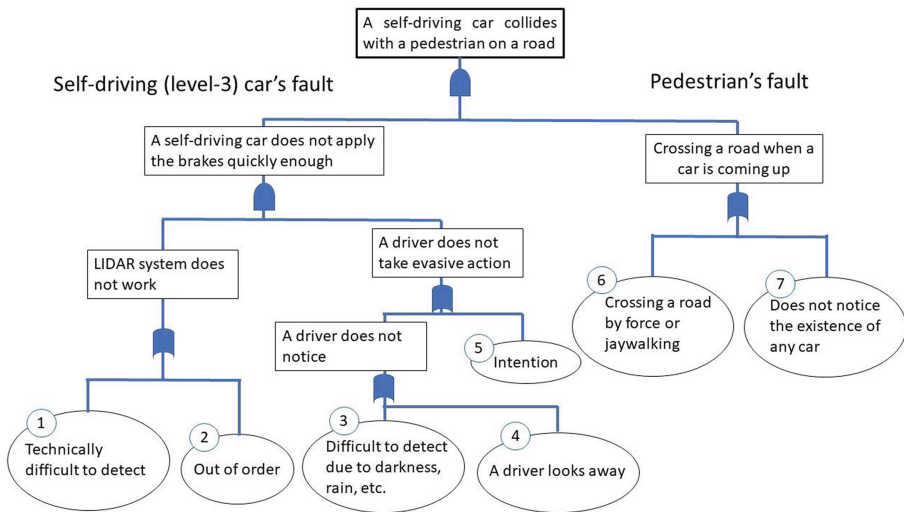 A self-driving car collides
with a pedestrian on a road
Self-driving (level-3) car's fault
Pedestrian's fault
A self-driving car does not apply
the brakes quickly enough
Crossing a road when a
car is coming up
LIDAR system does
not work
A driver does not
take evasive action
6
Crossing a road
by force or
jaywalking
7
Does not notice
the existence of
any car
A driver does not
notice
5
Intention
1
Technically
difficult to detect
2
Out of order
3
Difficult to detect
due to darkness,
rain, etc.
4
A driver looks away